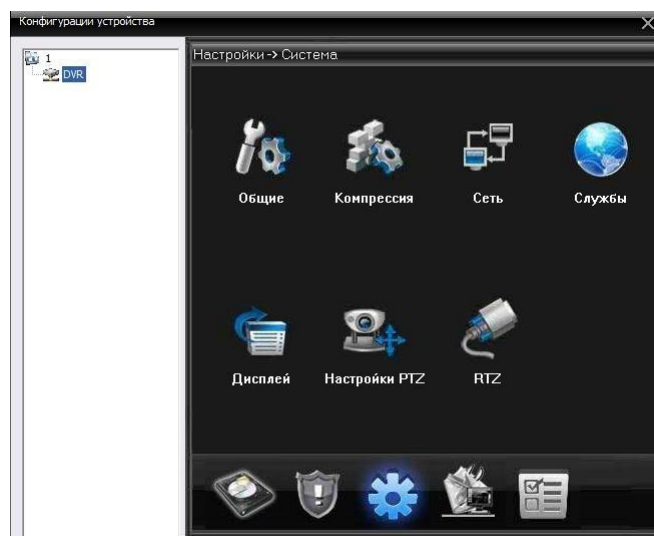 Конфигурации устройства
1
DVR
Настройки -> Система
Общие
Компрессия
Сеть
Службы
Дисплей
Настройки PTZ
RTZ